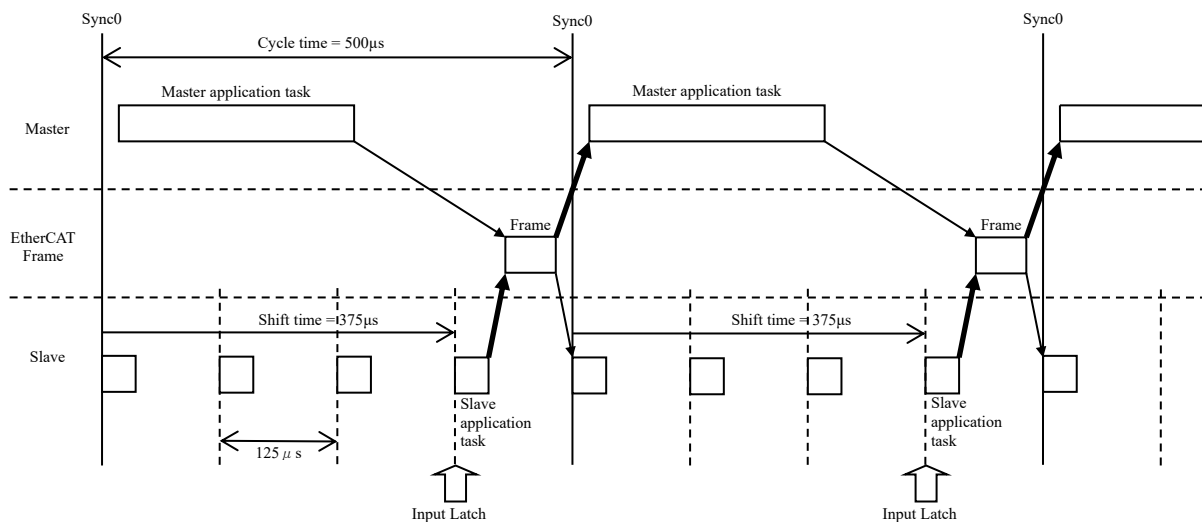 Sync0
Sync0
Sync0
Cycle time = 500μs
Master application task
Master application task
Master
Frame
Frame
EtherCAT
Frame
Shift time = 375μs
Shift time = 375μs
Slave
Slave
application
task
Slave
application
task
125 μ s
Input Latch
Input Latch